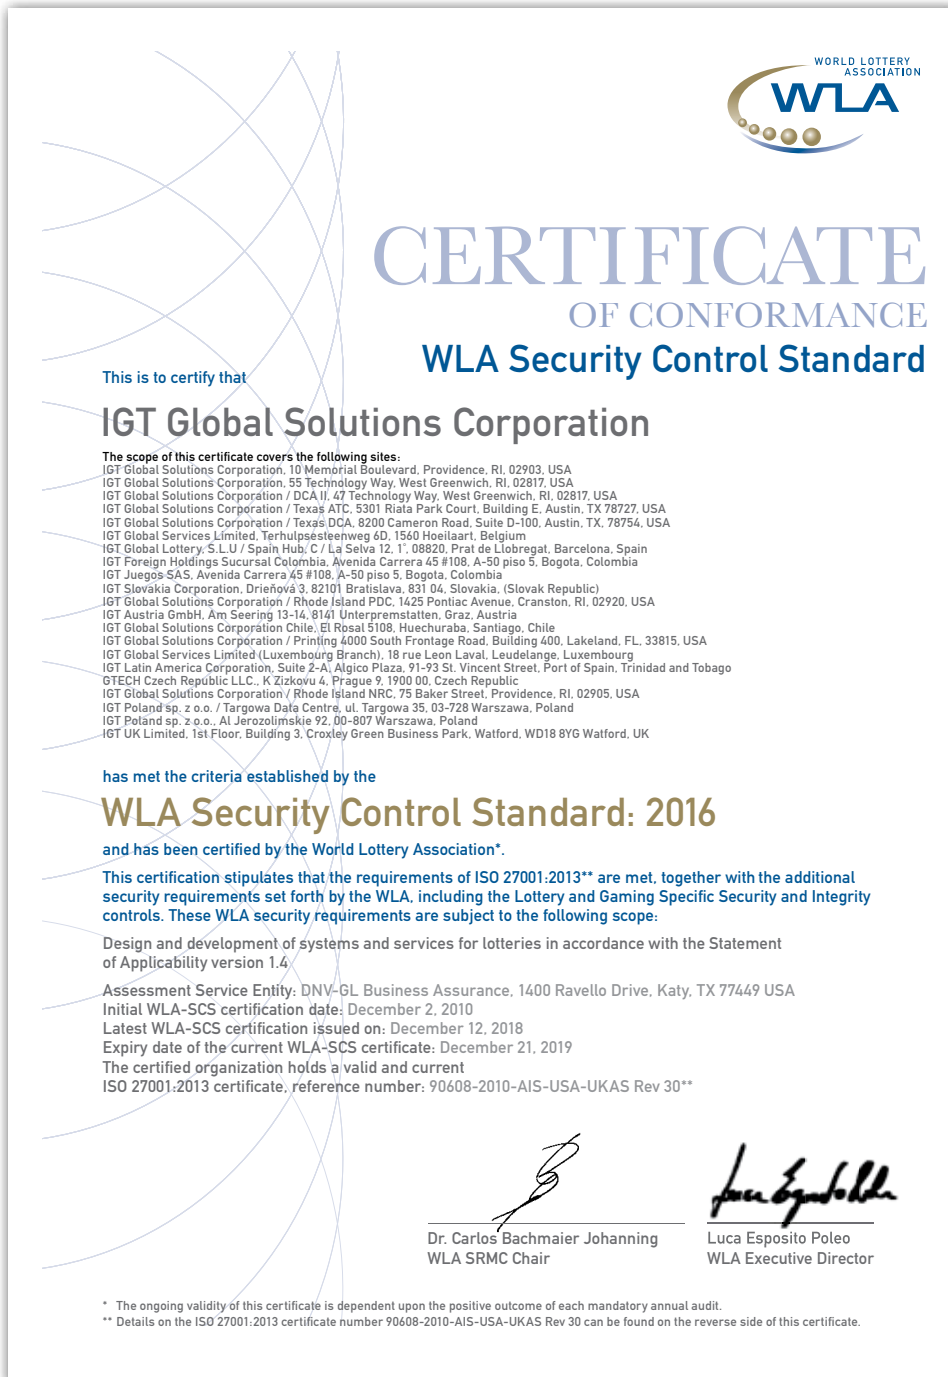 WORLD LOTTERY
ASSOCIATION
WLA
CERTIFICATE
OF CONFORMANCE
WLA Security Control Standard
This is to certify that
IGT Global Solutions Corporation
The scope of this certificate covers the following sites:
IGT Global Solutions Corporation, 10 Memorial Boulevard, Providence, RI, 02903, USA
IGT Global Solutions Corporation, 55 Technology Way, West Greenwich, RI, 02817, USA
IGT Global Solutions Corporation / DCA II, 47 Technology Way, West Greenwich, RI, 02817, USA
IGT Global Solutions Corporation / Texas ATC, 5301 Riata Park Court, Building E, Austin, TX 78727, USA
IGT Global Solutions Corporation / Texas DCA, 8200 Cameron Road, Suite D-100, Austin, TX, 78754, USA
IGT Global Services Limited, Terhulpsesteenweg 6D, 1560 Hoeilaart, Belgium
IGT Global Lottery, S.L.U / Spain Hub, C / La Selva 12, 1°, 08820, Prat de Llobregat, Barcelona, Spain
IGT Foreign Holdings Sucursal Colombia, Avenida Carrera 45 #108, A-50 piso 5, Bogota, Colombia
IGT Juegos SAS, Avenida Carrera 45 #108, A-50 piso 5, Bogota, Colombia
IGT Slovakia Corporation, Drieňová 3, 82101 Bratislava, 831 04, Slovakia, (Slovak Republic)
IGT Global Solutions Corporation / Rhode Island PDC, 1425 Pontiac Avenue, Cranston, RI, 02920, USA
IGT Austria GmbH, Am Seering 13-14, 8141 Unterpremstatten, Graz, Austria
IGT Global Solutions Corporation Chile, El Rosal 5108, Huechuraba, Santiago, Chile
IGT Global Solutions Corporation / Printing 4000 South Frontage Road, Building 400, Lakeland, FL, 33815, USA
IGT Global Services Limited (Luxembourg Branch), 18 rue Leon Laval, Leudelange, Luxembourg
IGT Latin America Corporation, Suite 2-A, Algico Plaza, 91-93 St. Vincent Street, Port of Spain, Trinidad and Tobago
GTECH Czech Republic LLC., K Zizkovu 4, Prague 9, 1900 00, Czech Republic
IGT Global Solutions Corporation / Rhode Island NRC, 75 Baker Street, Providence, RI, 02905, USA
IGT Poland sp. z o.o. / Targowa Data Centre, ul. Targowa 35, 03-728 Warszawa, Poland
IGT Poland sp. z o.o., Al Jerozolimskie 92, 00-807 Warszawa, Poland
IGT UK Limited, 1st Floor, Building 3, Croxley Green Business Park, Watford, WD18 8YG Watford, UK
has met the criteria established by the
WLA Security Control Standard: 2016
and has been certified by the World Lottery Association*.
This certification stipulates that the requirements of ISO 27001:2013** are met, together with the additional
security requirements set forth by the WLA, including the Lottery and Gaming Specific Security and Integrity
controls. These WLA security requirements are subject to the following scope:
Design and development of systems and services for lotteries in accordance with the Statement
of Applicability version 1.4
Assessment Service Entity: DNV-GL Business Assurance, 1400 Ravello Drive, Katy, TX 77449 USA
Initial WLA-SCS certification date: December 2, 2010
Latest WLA-SCS certification issued on: December 12, 2018
Expiry date of the current WLA-SCS certificate: December 21, 2019
The certified organization holds a valid and current
ISO 27001:2013 certificate, reference number: 90608-2010-AIS-USA-UKAS Rev 30**
Dr. Carlos Bachmaier Johanning
WLA SRMC Chair
Luca Esposito Poleo
WLA Executive Director
* The ongoing validity of this certificate is dependent upon the positive outcome of each mandatory annual audit.
** Details on the ISO 27001:2013 certificate number 90608-2010-AIS-USA-UKAS Rev 30 can be found on the reverse side of this certificate.